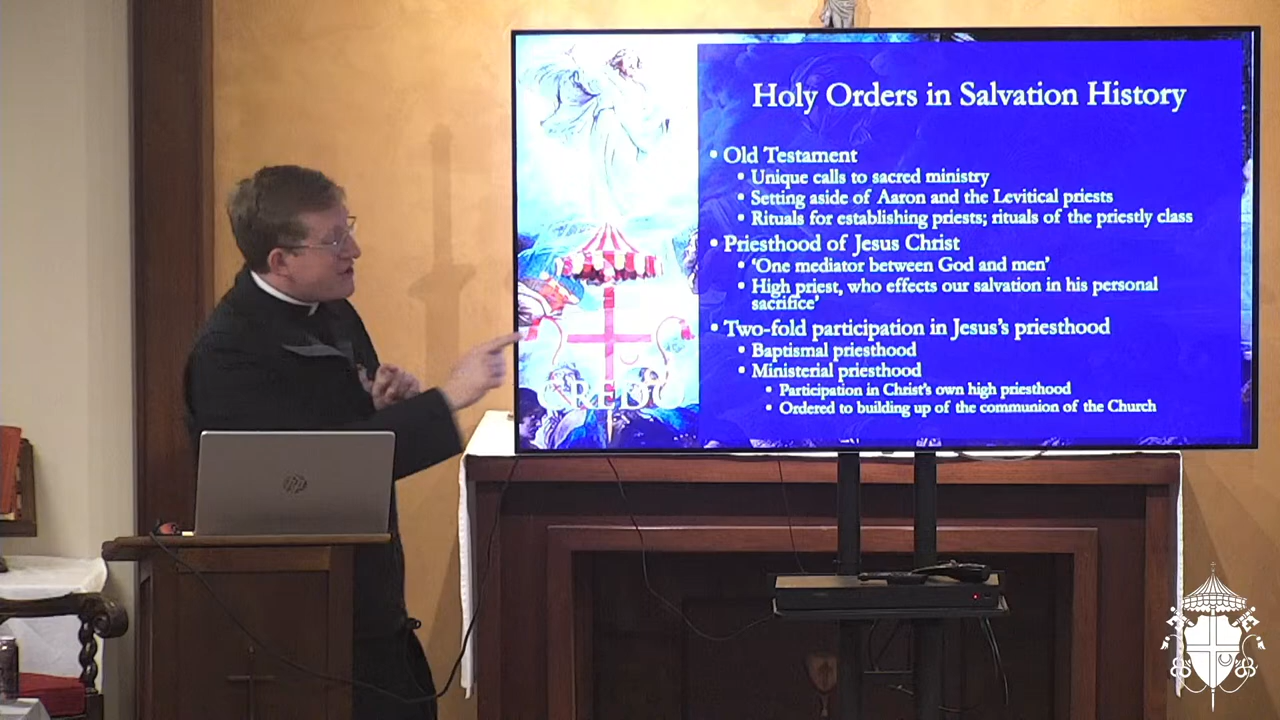 Holy Orders in Salvation History
• Old Testament
• Unique calls to sacred ministry
• Setting aside of Aaron and the Levitical priests
• Rituals for establishing priests; rituals of the priestly class
• Priesthood of Jesus Christ
• ‘One mediator between God and men’
• High priest, who effects our salvation in his personal
sacrifice’
• Two-fold participation in Jesus’s priesthood
• Baptismal priesthood
• Ministerial priesthood
• Participation in Christ’s own high priesthood
• Ordered to building up of the communion of the Church
CREDO
hp